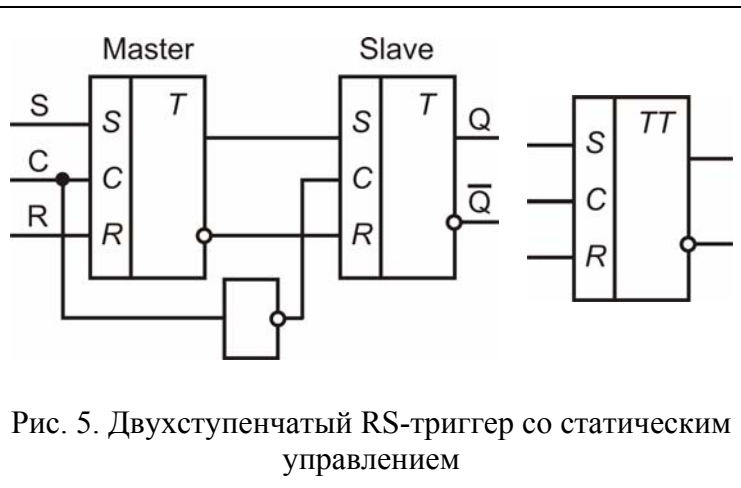 Master Slave
S S T S T Q S TT
C C C C
R R R Q R
Рис. 5. Двухступенчатый RS-триггер со статическим
управлением